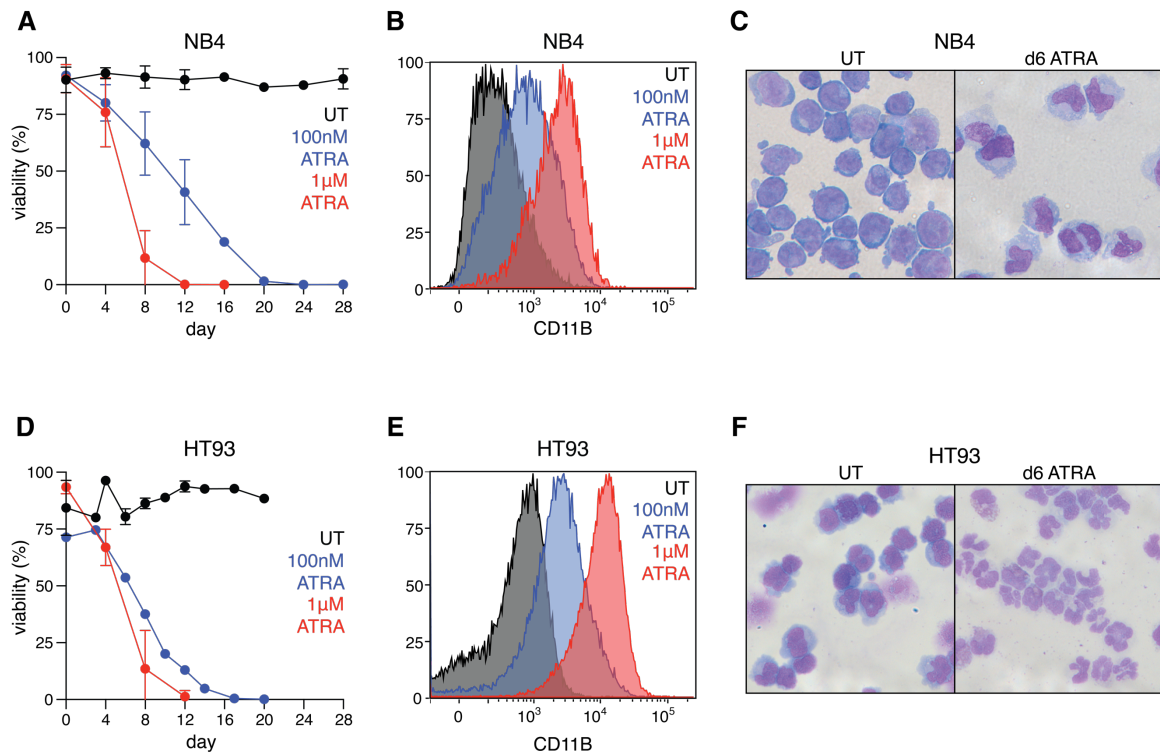 A
NB4
100
75
50
25
0
viability (%)
0 4 8 12 16 20 24 28
day
UT
100nM
ATRA
1µM
ATRA
B
NB4
100
75
50
25
0
0 10³ 10⁴ 10⁵
CD11B
UT
100nM
ATRA
1µM
ATRA
C
NB4
UT d6 ATRA
D
HT93
100
75
50
25
0
viability (%)
0 4 8 12 16 20 24 28
day
UT
100nM
ATRA
1µM
ATRA
E
HT93
100
75
50
25
0
0 10³ 10⁴ 10⁵
CD11B
UT
100nM
ATRA
1µM
ATRA
F
HT93
UT d6 ATRA